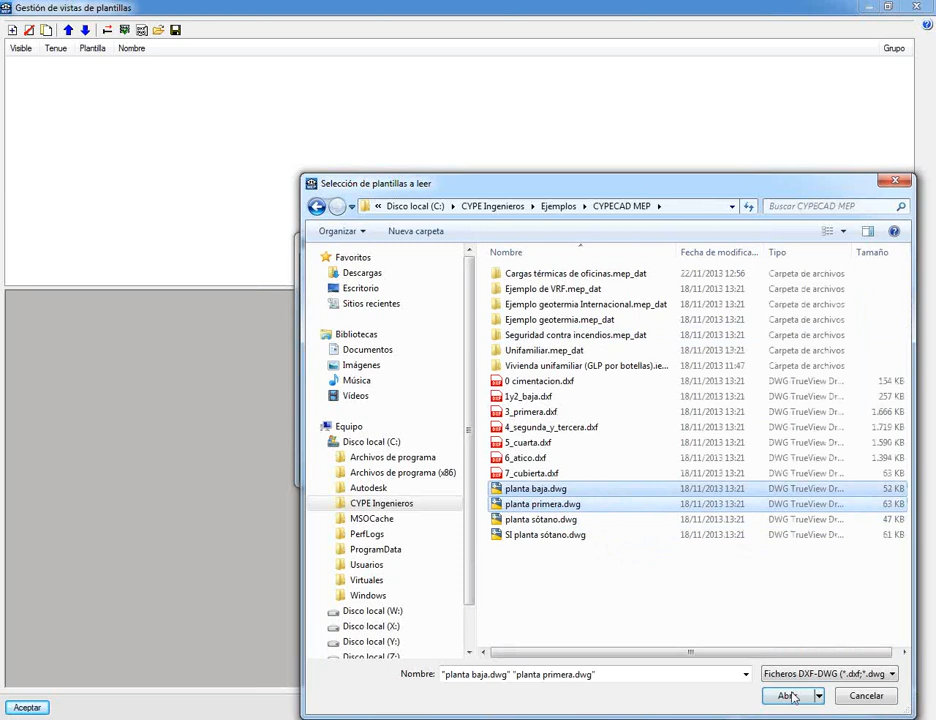 Gestión de vistas de plantillas
Visible Tenue Plantilla Nombre Grupo
Selección de plantillas a leer
« Disco local (C:) ▸ CYPE Ingenieros ▸ Ejemplos ▸ CYPECAD MEP ▸ Buscar CYPECAD MEP
Organizar Nueva carpeta
Nombre Fecha de modifica... Tipo Tamaño
Favoritos
Descargas
Escritorio
Sitios recientes
Bibliotecas
Documentos
Imágenes
Música
Vídeos
Equipo
Disco local (C:)
Archivos de programa
Archivos de programa (x86)
Autodesk
CYPE Ingenieros
MSOCache
PerfLogs
ProgramData
Usuarios
Virtuales
Windows
Disco local (W:)
Disco local (X:)
Disco local (Y:)
Disco local (Z:)
Cargas térmicas de oficinas.mep_dat 22/11/2013 12:56 Carpeta de archivos
Ejemplo de VRF.mep_dat 18/11/2013 13:21 Carpeta de archivos
Ejemplo geotermia Internacional.mep_dat 18/11/2013 13:21 Carpeta de archivos
Ejemplo geotermia.mep_dat 18/11/2013 13:21 Carpeta de archivos
Seguridad contra incendios.mep_dat 18/11/2013 13:21 Carpeta de archivos
Unifamiliar.mep_dat 18/11/2013 13:21 Carpeta de archivos
Vivienda unifamiliar (GLP por botellas).ie... 18/11/2013 11:47 Carpeta de archivos
0 cimentacion.dxf 18/11/2013 13:21 DWG TrueView Dr... 154 KB
1y2_baja.dxf 18/11/2013 13:21 DWG TrueView Dr... 257 KB
3_primera.dxf 18/11/2013 13:21 DWG TrueView Dr... 1.666 KB
4_segunda_y_tercera.dxf 18/11/2013 13:21 DWG TrueView Dr... 1.719 KB
5_cuarta.dxf 18/11/2013 13:21 DWG TrueView Dr... 1.590 KB
6_atico.dxf 18/11/2013 13:21 DWG TrueView Dr... 1.394 KB
7_cubierta.dxf 18/11/2013 13:21 DWG TrueView Dr... 63 KB
planta baja.dwg 18/11/2013 13:21 DWG TrueView Dr... 52 KB
planta primera.dwg 18/11/2013 13:21 DWG TrueView Dr... 63 KB
planta sótano.dwg 18/11/2013 13:21 DWG TrueView Dr... 47 KB
SI planta sótano.dwg 18/11/2013 13:21 DWG TrueView Dr... 61 KB
Nombre: "planta baja.dwg" "planta primera.dwg" Ficheros DXF-DWG (*.dxf;*.dwg
Abrir Cancelar
Aceptar